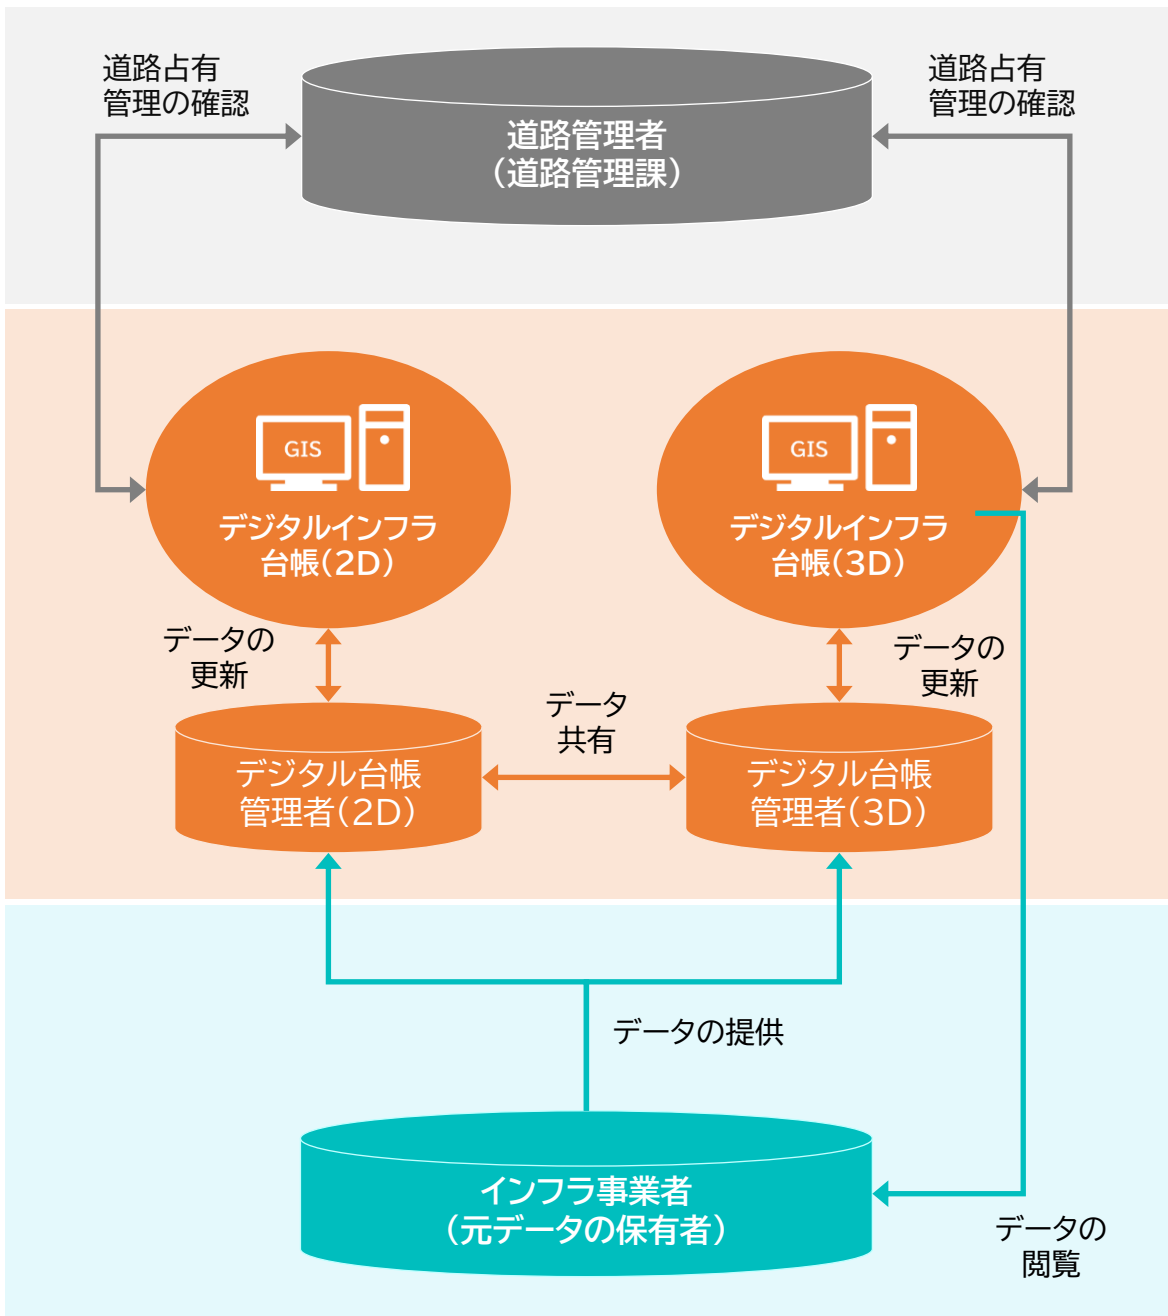 道路占有
管理の確認
道路管理者
（道路管理課）
道路占有
管理の確認
GIS
デジタルインフラ
台帳（2D）
GIS
デジタルインフラ
台帳（3D）
データの
更新
データの
更新
データ
共有
デジタル台帳
管理者（2D）
デジタル台帳
管理者（3D）
データの提供
インフラ事業者
（元データの保有者）
データの
閲覧